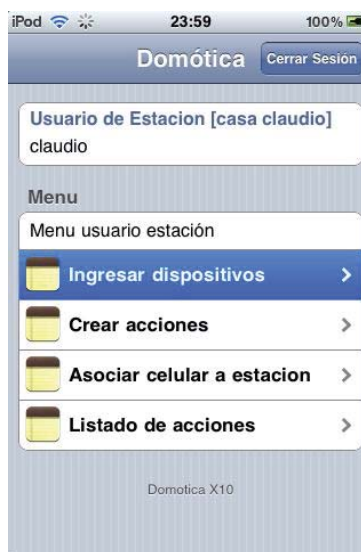 iPod 23:59 100%
Domótica Cerrar Sesión
Usuario de Estacion [casa claudio]
claudio
Menu
Menu usuario estación
Ingresar dispositivos
Crear acciones
Asociar celular a estacion
Listado de acciones
Domotica X10